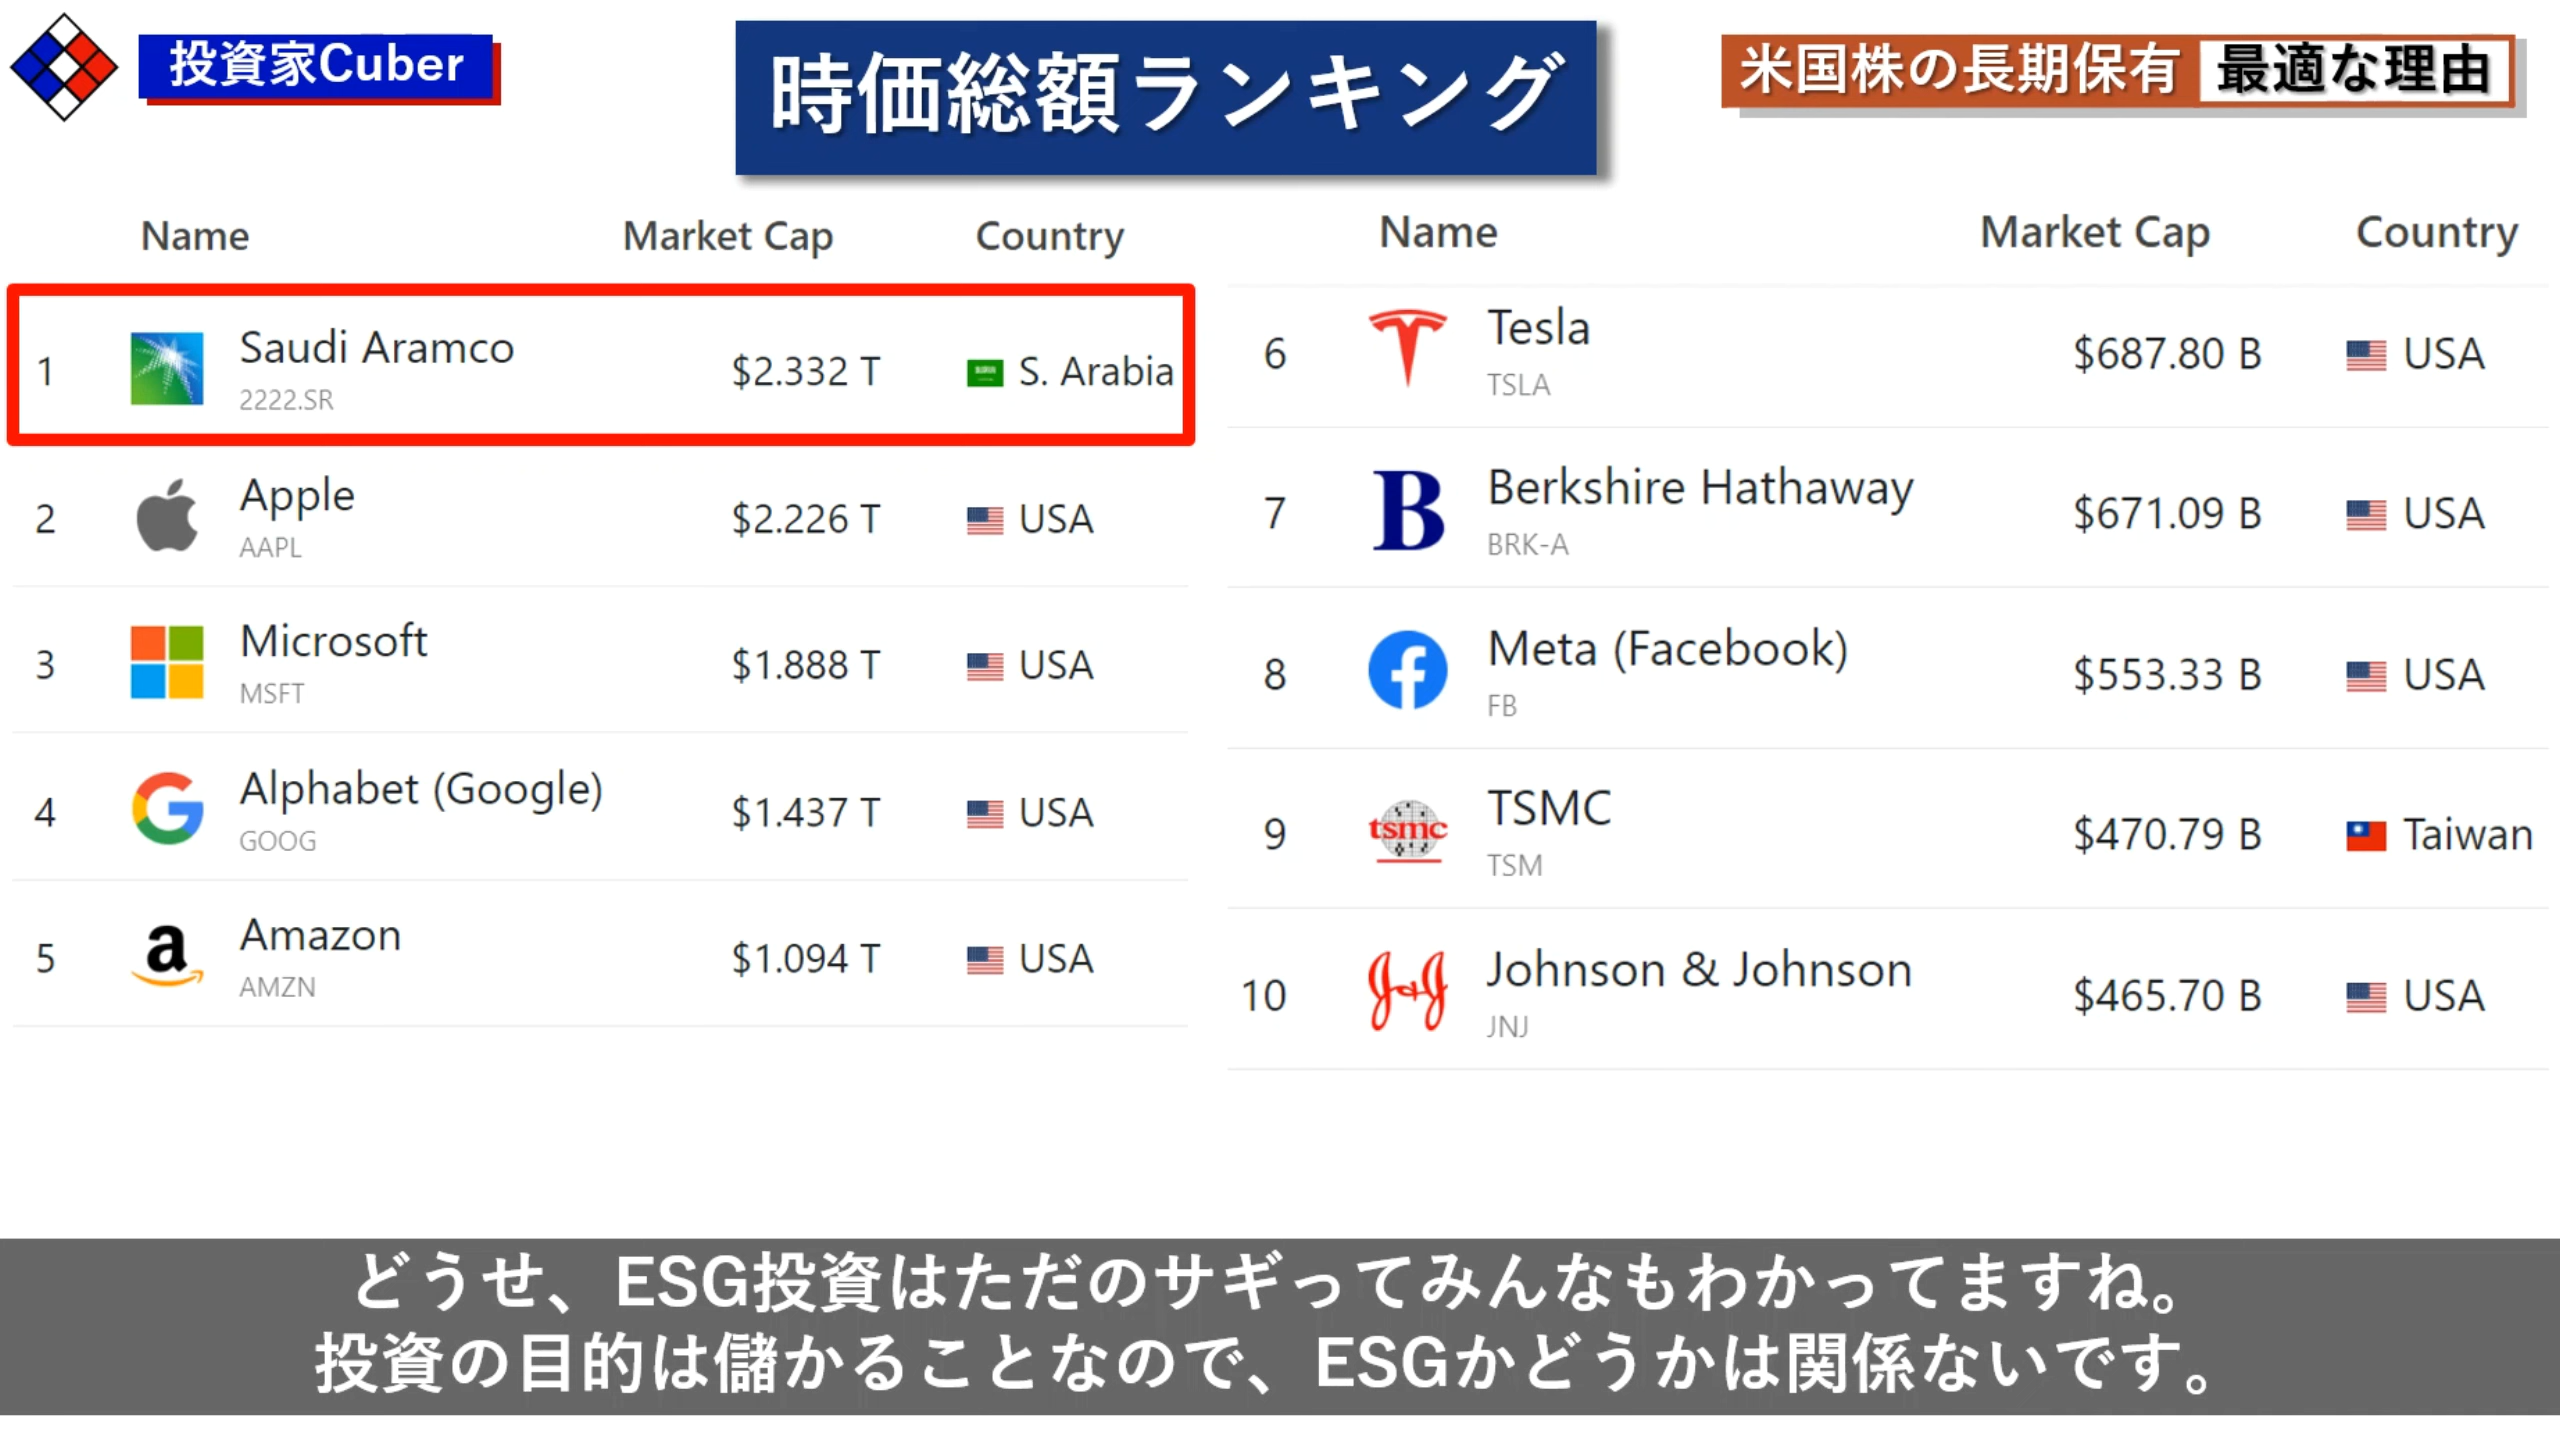 投資家Cuber
時価総額ランキング
米国株の長期保有 最適な理由
Name Market Cap Country
1 Saudi Aramco $2.332 T S. Arabia
2222.SR
2 Apple $2.226 T USA
AAPL
3 Microsoft $1.888 T USA
MSFT
4 Alphabet (Google) $1.437 T USA
GOOG
5 Amazon $1.094 T USA
AMZN
Name Market Cap Country
6 Tesla $687.80 B USA
TSLA
7 Berkshire Hathaway $671.09 B USA
BRK-A
8 Meta (Facebook) $553.33 B USA
FB
9 tsmc TSMC $470.79 B Taiwan
TSM
10 Johnson & Johnson $465.70 B USA
JNJ
どうせ、ESG投資はただのサギってみんなもわかってますね。
投資の目的は儲かることなので、ESGかどうかは関係ないです。